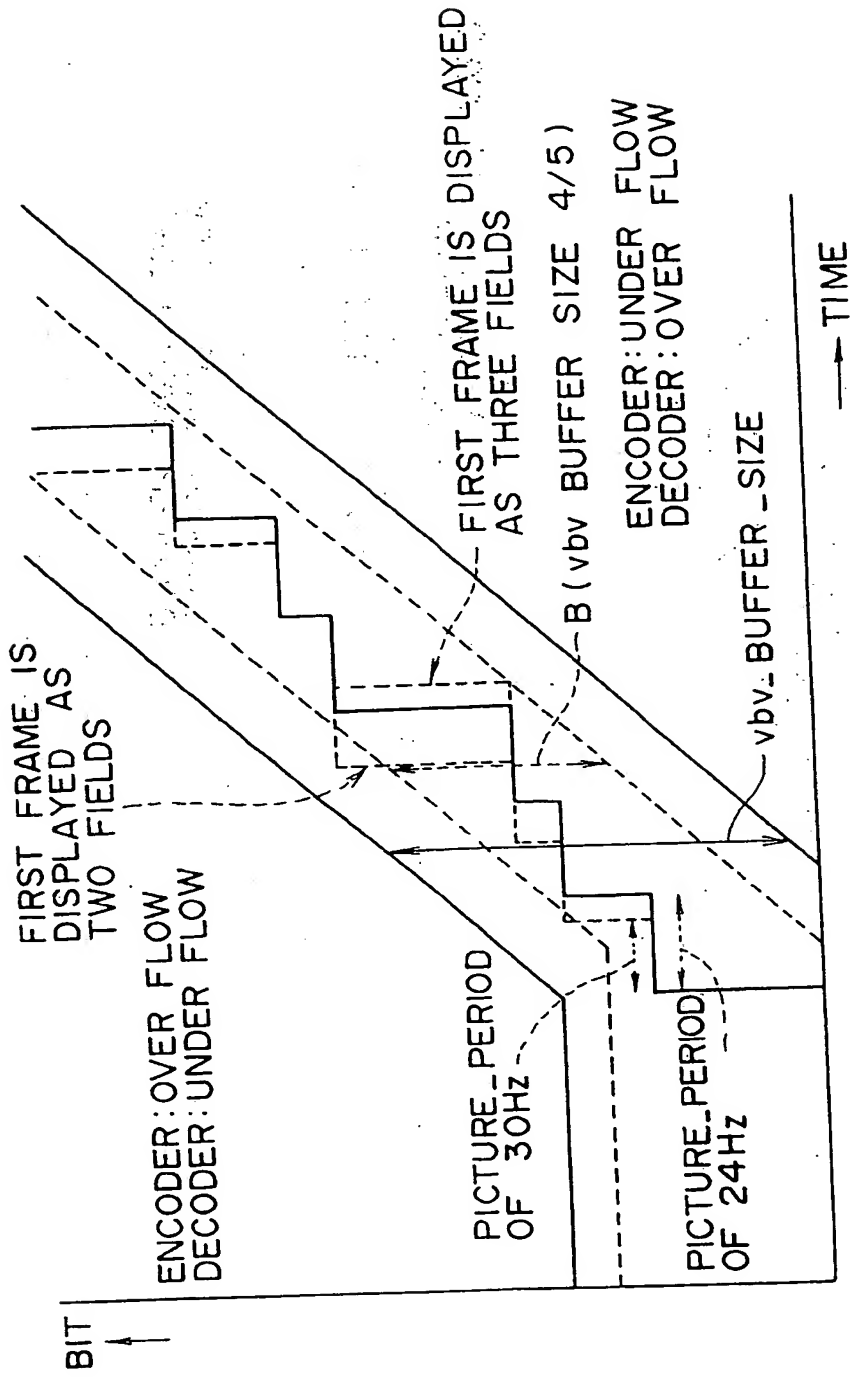 BIT
FIRST FRAME IS
DISPLAYED AS
TWO FIELDS
ENCODER:OVER FLOW
DECODER:UNDER FLOW
PICTURE_PERIOD
OF 30Hz
PICTURE_PERIOD
OF 24Hz
FIRST FRAME IS DISPLAYED
AS THREE FIELDS
B (vbv BUFFER SIZE 4/5)
ENCODER:UNDER FLOW
DECODER:OVER FLOW
vbv_BUFFER_SIZE
TIME